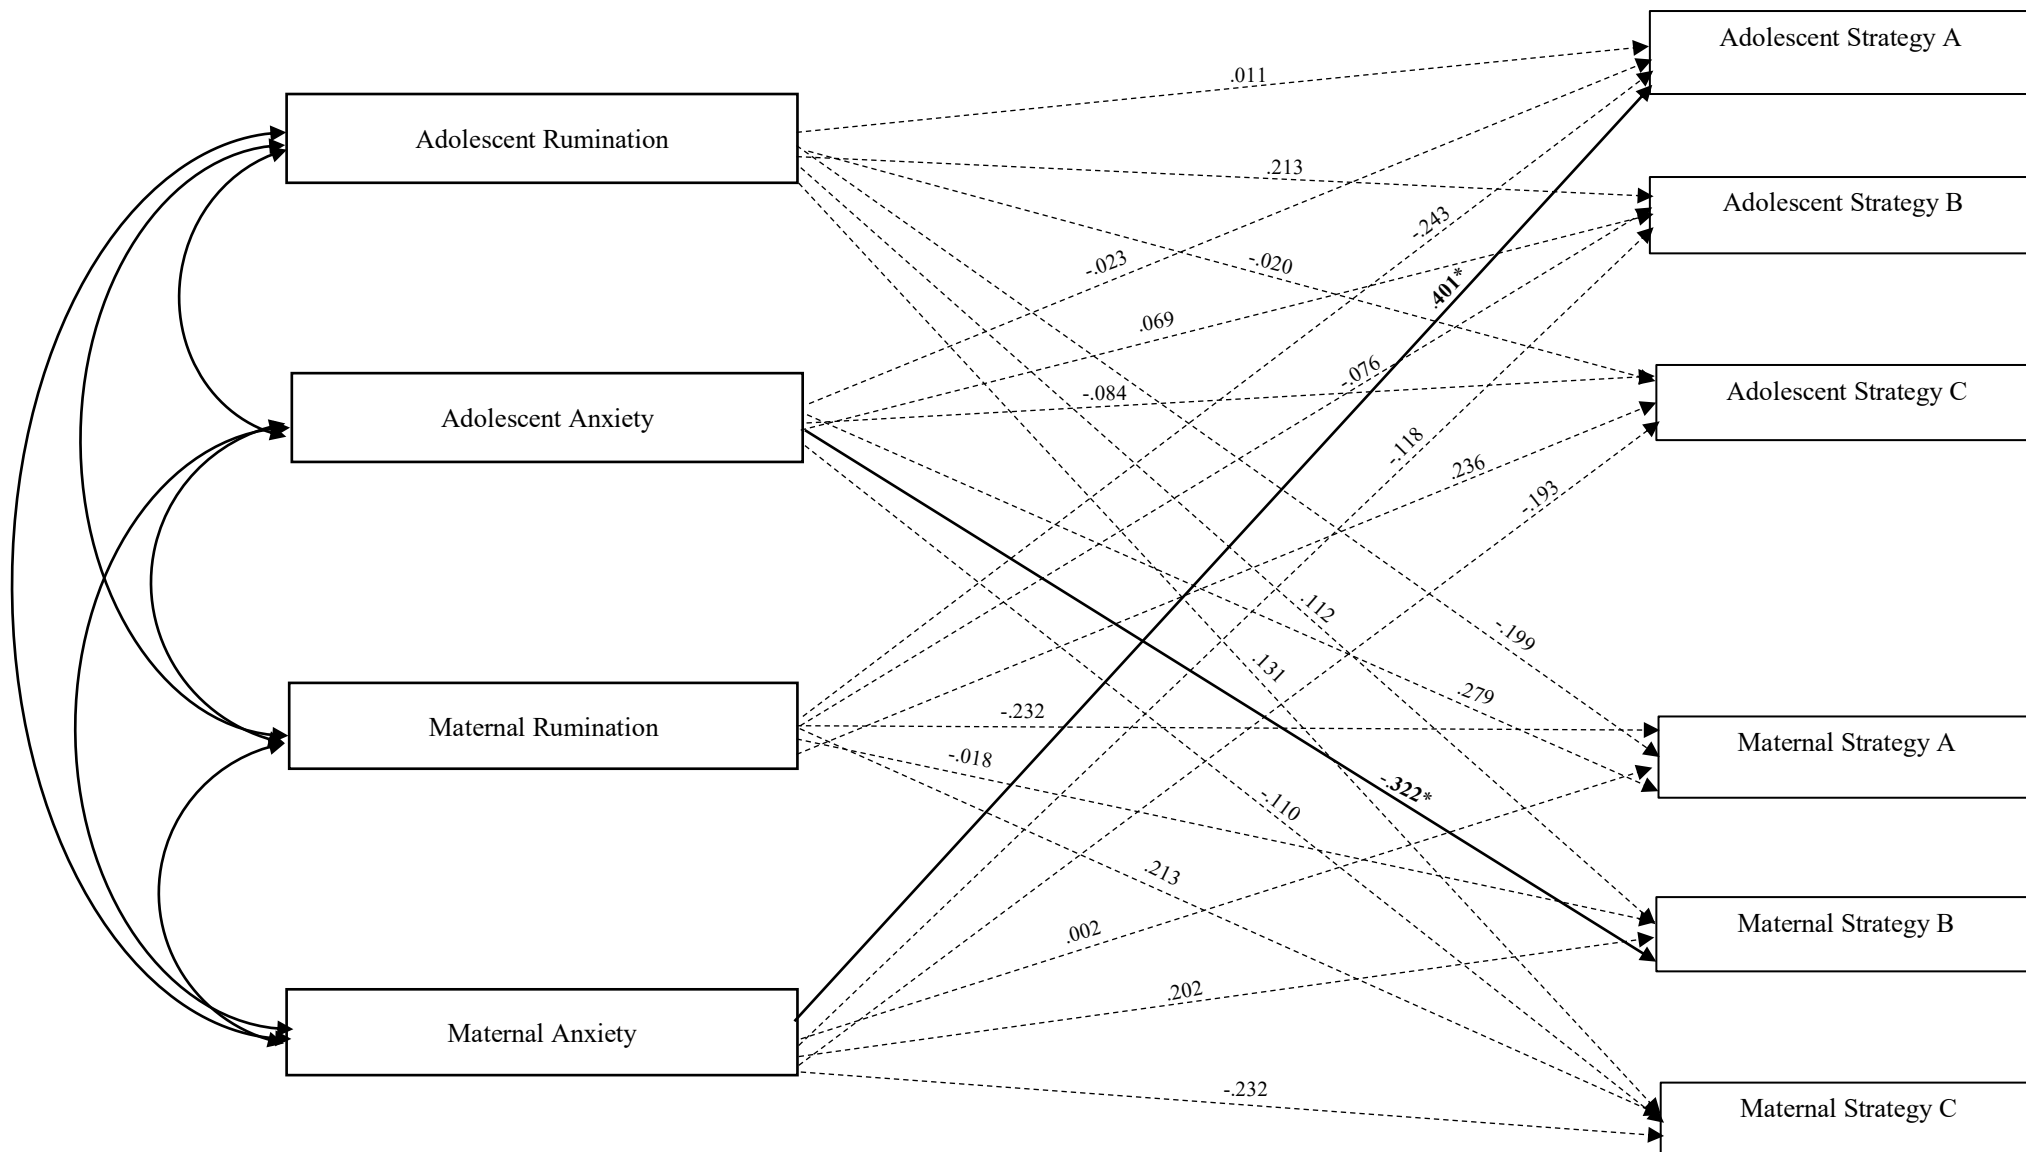 Adolescent Strategy A
.011
Adolescent Rumination
.213
Adolescent Strategy B
-.243
-.023
-.020
.401*
.069
-.076
-.084
Adolescent Strategy C
Adolescent Anxiety
-.118
.236
-.193
.112
-.199
.131
.279
-.232
Maternal Rumination
Maternal Strategy A
-.018
-.322*
-.110
.213
Maternal Strategy B
.002
.202
Maternal Anxiety
-.232
Maternal Strategy C